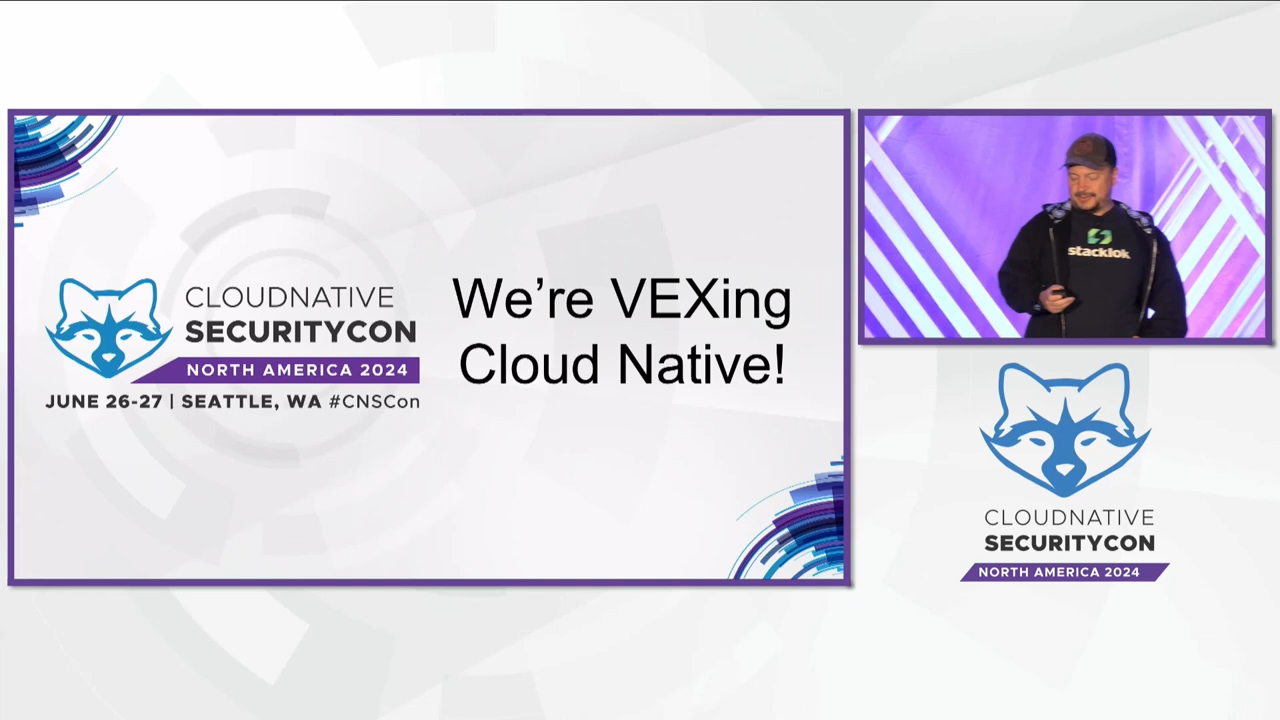 CLOUDNATIVE
SECURITYCON
NORTH AMERICA 2024
JUNE 26-27 | SEATTLE, WA #CNSCon
We’re VEXing
Cloud Native!
stacklok
CLOUDNATIVE
SECURITYCON
NORTH AMERICA 2024